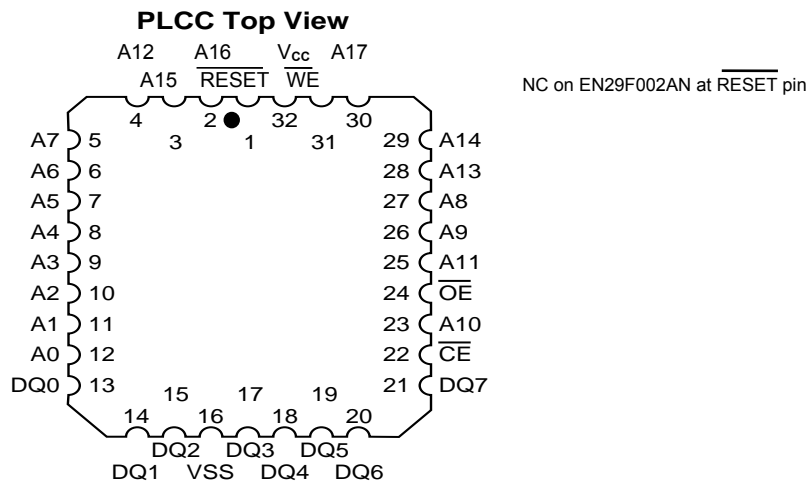 PLCC Top View
A12 A16 Vcc A17
A15 RESET WE
NC on EN29F002AN at RESET pin
4 2 32 30
3 1 31
A7 5 29 A14
A6 6 28 A13
A5 7 27 A8
A4 8 26 A9
A3 9 25 A11
A2 10 24 OE
A1 11 23 A10
A0 12 22 CE
DQ0 13 21 DQ7
15 17 19
14 16 18 20
DQ2 DQ3 DQ5
DQ1 VSS DQ4 DQ6